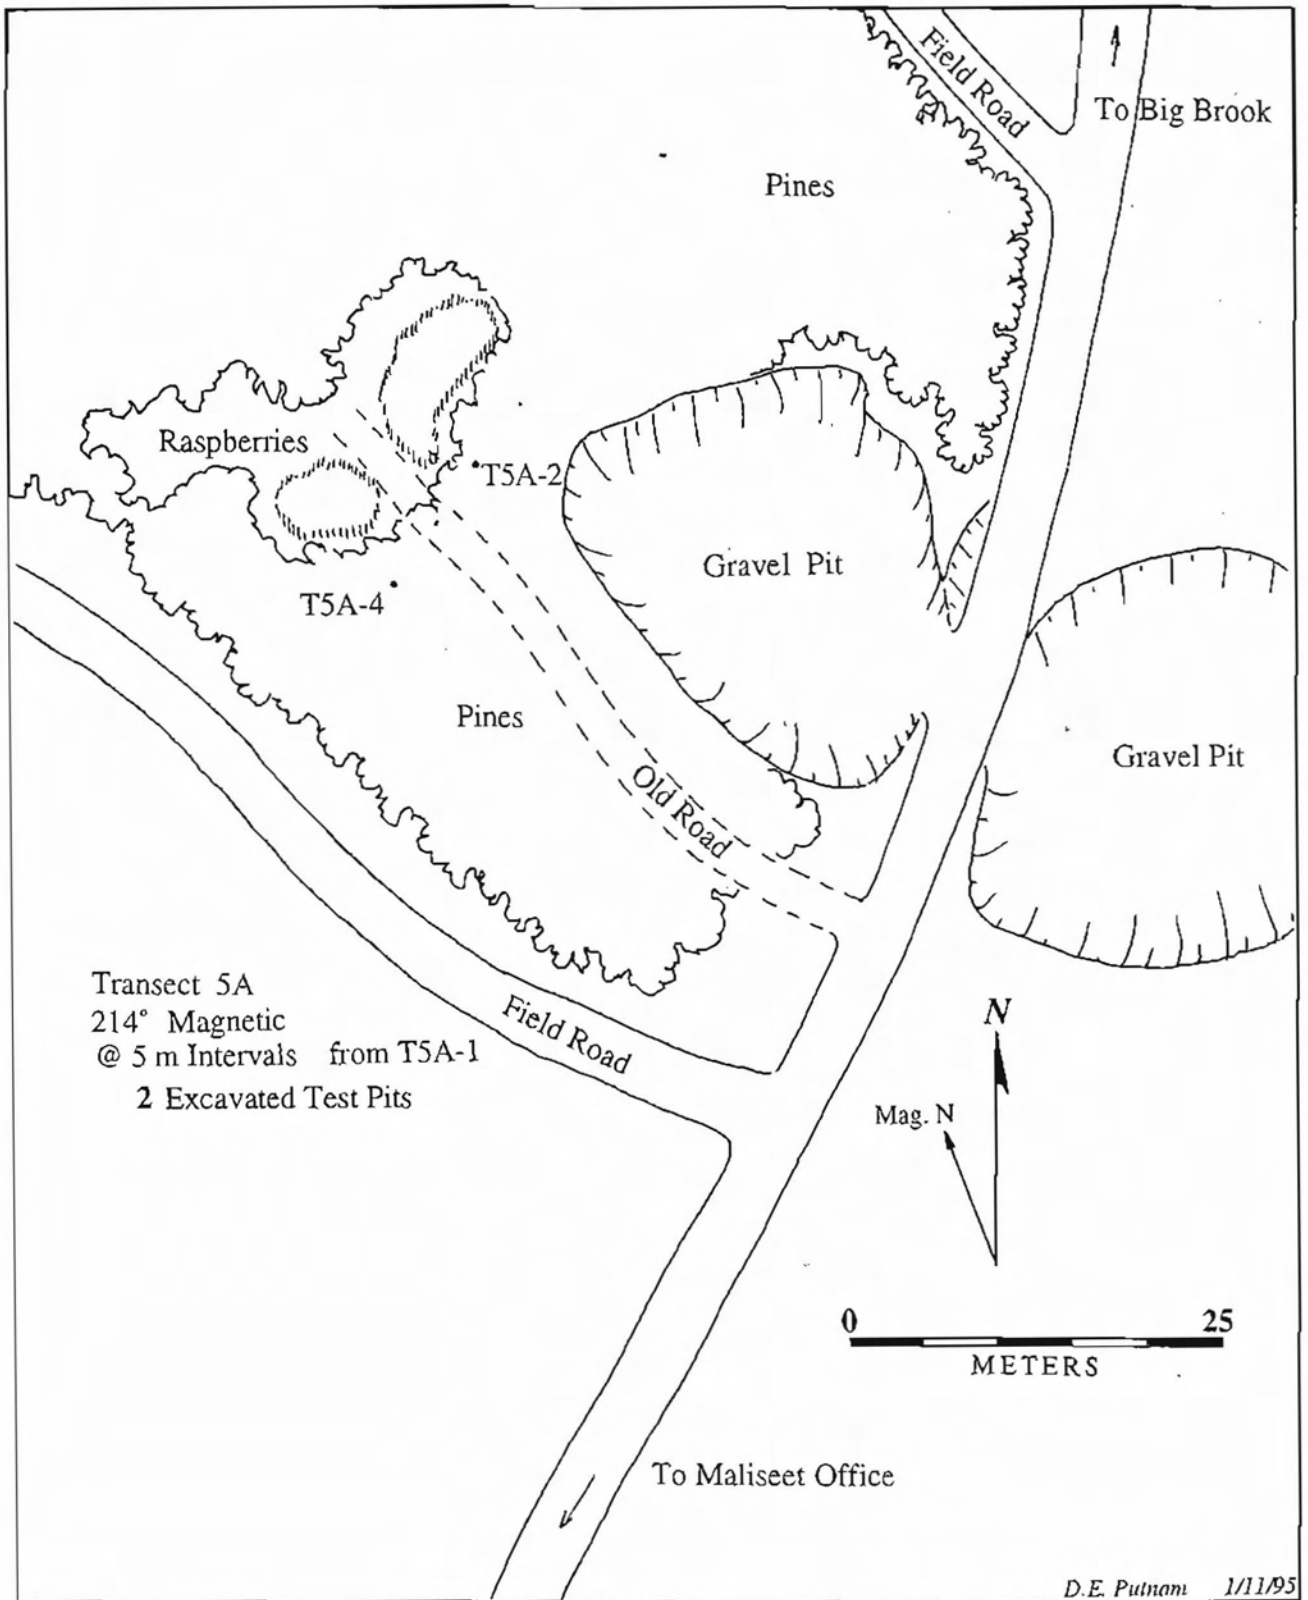 Field Road
To Big Brook
Pines
Raspberries
T5A-2
Gravel Pit
T5A-4
Pines
Gravel Pit
Old Road
Transect 5A
214° Magnetic
@ 5 m Intervals from T5A-1
2 Excavated Test Pits
Field Road
N
Mag. N
0 25
METERS
To Maliseet Office
D.E. Putnam 1/11/95